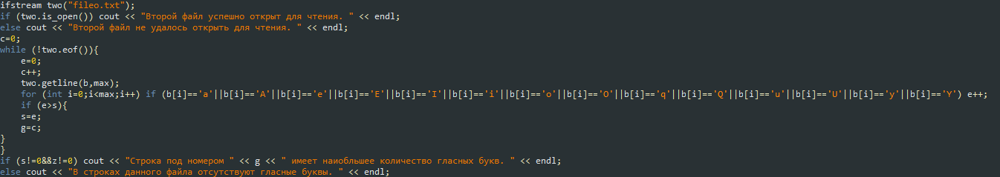 ifstream two("fileo.txt");
if (two.is_open()) cout << "Второй файл успешно открыт для чтения. " << endl;
else cout << "Второй файл не удалось открыть для чтения. " << endl;
c=0;
while (!two.eof()){
    e=0;
    c++;
    two.getline(b,max);
    for (int i=0;i<max;i++) if (b[i]=='a'||b[i]=='A'||b[i]=='e'||b[i]=='E'||b[i]=='I'||b[i]=='i'||b[i]=='o'||b[i]=='O'||b[i]=='q'||b[i]=='Q'||b[i]=='u'||b[i]=='U'||b[i]=='y'||b[i]=='Y') e++;
    if (e>s){
    s=e;
    g=c;
}
}
if (s!=0&&z!=0) cout << "Строка под номером " << g << " имеет наиобльшее количество гласных букв. " << endl;
else cout << "В строках данного файла отсутствуют гласные буквы. " << endl;